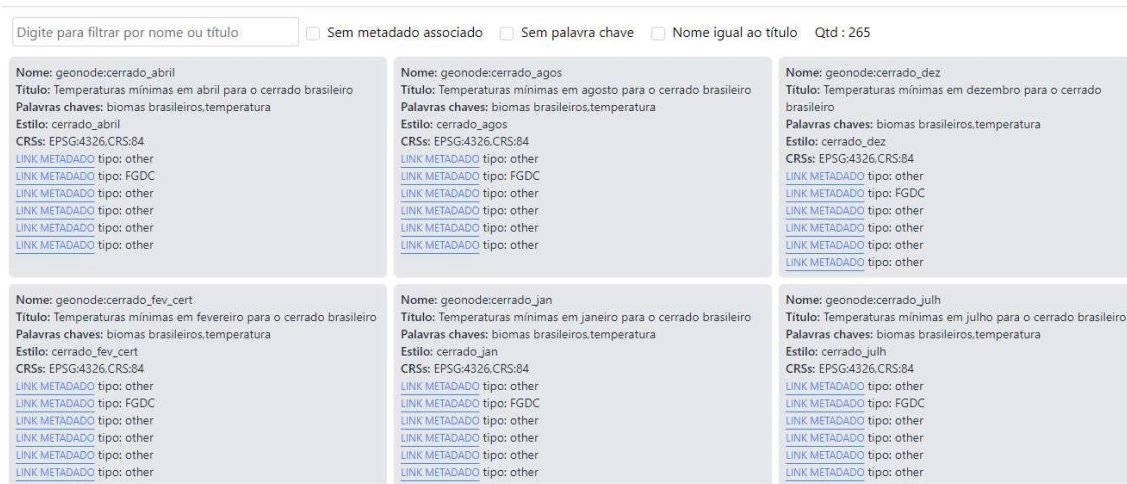 Digite para filtrar por nome ou título
Sem metadado associado
Sem palavra chave
Nome igual ao título
Qtd : 265
Nome: geonode:cerrado_abril
Título: Temperaturas mínimas em abril para o cerrado brasileiro
Palavras chaves: biomas brasileiros,temperatura
Estilo: cerrado_abril
CRSs: EPSG:4326,CRS:84
LINK METADADO tipo: other
LINK METADADO tipo: FGDC
LINK METADADO tipo: other
LINK METADADO tipo: other
LINK METADADO tipo: other
LINK METADADO tipo: other
Nome: geonode:cerrado_agos
Título: Temperaturas mínimas em agosto para o cerrado brasileiro
Palavras chaves: biomas brasileiros,temperatura
Estilo: cerrado_agos
CRSs: EPSG:4326,CRS:84
LINK METADADO tipo: other
LINK METADADO tipo: FGDC
LINK METADADO tipo: other
LINK METADADO tipo: other
LINK METADADO tipo: other
LINK METADADO tipo: other
Nome: geonode:cerrado_dez
Título: Temperaturas mínimas em dezembro para o cerrado
brasileiro
Palavras chaves: biomas brasileiros,temperatura
Estilo: cerrado_dez
CRSs: EPSG:4326,CRS:84
LINK METADADO tipo: other
LINK METADADO tipo: FGDC
LINK METADADO tipo: other
LINK METADADO tipo: other
LINK METADADO tipo: other
LINK METADADO tipo: other
Nome: geonode:cerrado_fev_cert
Título: Temperaturas mínimas em fevereiro para o cerrado brasileiro
Palavras chaves: biomas brasileiros,temperatura
Estilo: cerrado_fev_cert
CRSs: EPSG:4326,CRS:84
LINK METADADO tipo: other
LINK METADADO tipo: FGDC
LINK METADADO tipo: other
LINK METADADO tipo: other
LINK METADADO tipo: other
LINK METADADO tipo: other
Nome: geonode:cerrado_jan
Título: Temperaturas mínimas em janeiro para o cerrado brasileiro
Palavras chaves: biomas brasileiros,temperatura
Estilo: cerrado_jan
CRSs: EPSG:4326,CRS:84
LINK METADADO tipo: other
LINK METADADO tipo: FGDC
LINK METADADO tipo: other
LINK METADADO tipo: other
LINK METADADO tipo: other
LINK METADADO tipo: other
Nome: geonode:cerrado_julh
Título: Temperaturas mínimas em julho para o cerrado brasileiro
Palavras chaves: biomas brasileiros,temperatura
Estilo: cerrado_julh
CRSs: EPSG:4326,CRS:84
LINK METADADO tipo: other
LINK METADADO tipo: FGDC
LINK METADADO tipo: other
LINK METADADO tipo: other
LINK METADADO tipo: other
LINK METADADO tipo: other